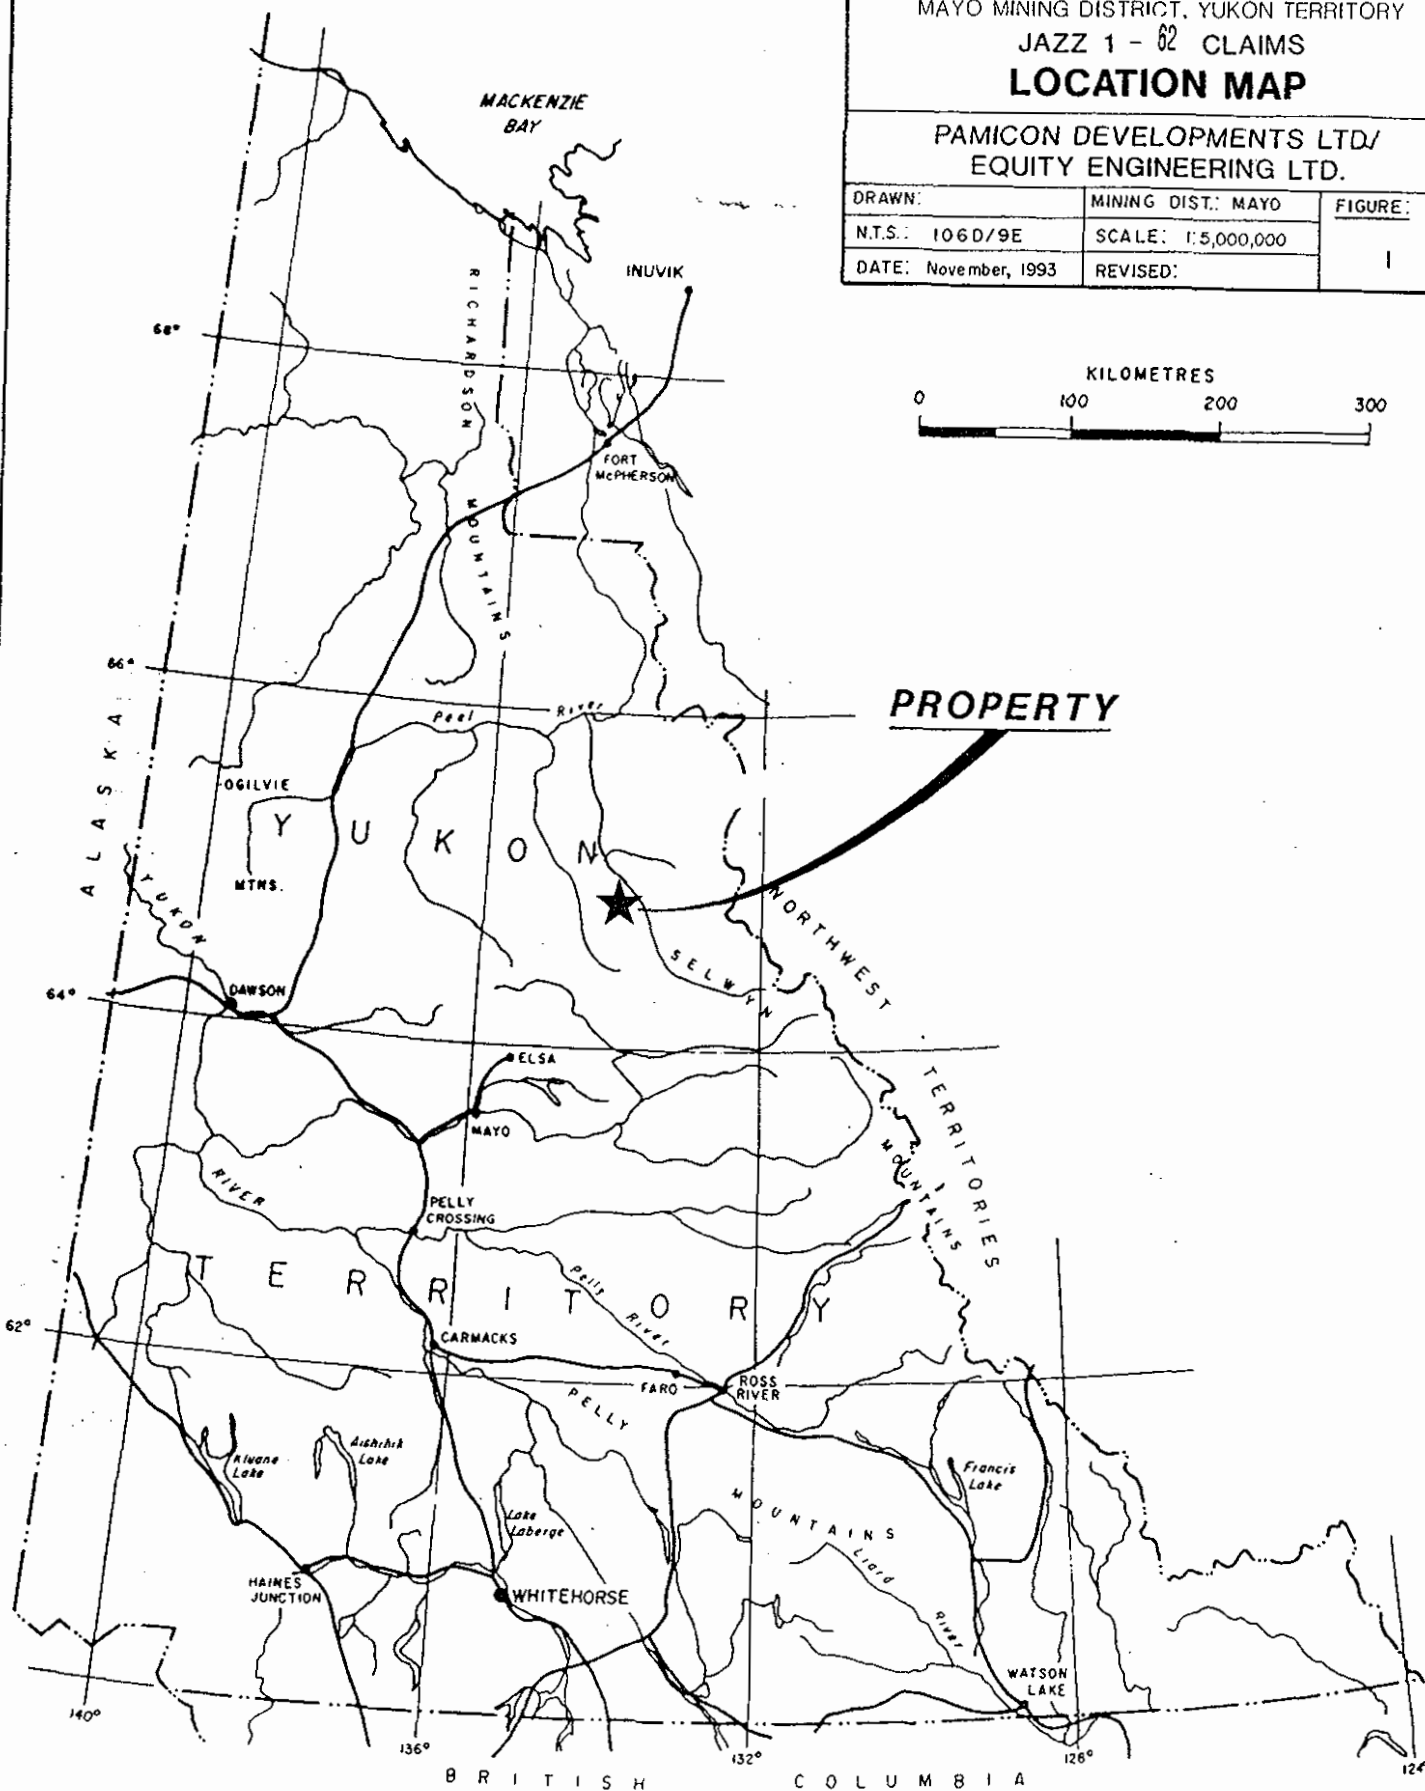 MAYO MINING DISTRICT, YUKON TERRITORY
JAZZ 1 - 62 CLAIMS
LOCATION MAP
PAMICON DEVELOPMENTS LTD/
EQUITY ENGINEERING LTD.
DRAWN:
MINING DIST.: MAYO
FIGURE:
N.T.S.: 106D/9E
SCALE: 1:5,000,000
1
DATE: November, 1993
REVISED:
KILOMETRES
0 100 200 300
MACKENZIE
BAY
INUVIK
RICHARDSON
MOUNTAINS
68°
FORT
McPHERSON
66°
Peel River
PROPERTY
ALASKA
OGILVIE
MTNS.
YUKON
YUKON
SELWYN
NORTHWEST
TERRITORIES
64°
DAWSON
ELSA
MAYO
MOUNTAINS
RIVER
PELLY
CROSSING
TERRITORY
Pelly River
62°
CARMACKS
FARO
ROSS
RIVER
PELLY
MOUNTAINS
Kluane
Lake
Aishihik
Lake
Francis
Lake
Lake
Laberge
Liard
River
HAINES
JUNCTION
WHITEHORSE
WATSON
LAKE
140°
136°
132°
128°
BRITISH COLUMBIA